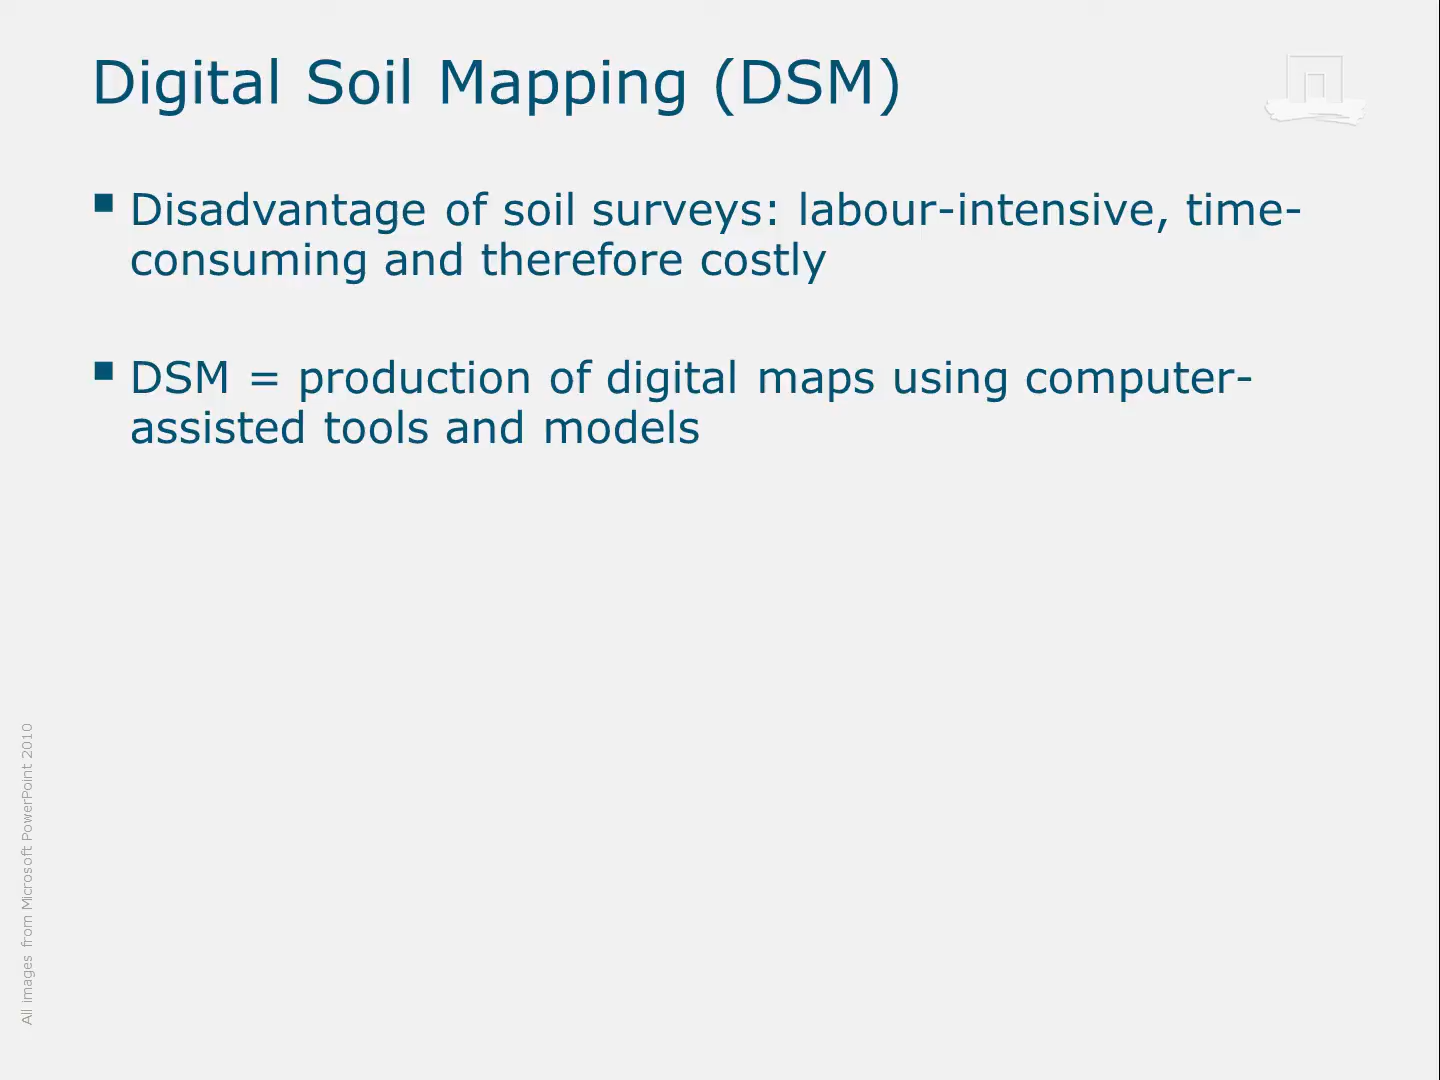 Digital Soil Mapping (DSM)
Disadvantage of soil surveys: labour-intensive, time-
consuming and therefore costly
DSM = production of digital maps using computer-
assisted tools and models
All images from Microsoft PowerPoint 2010